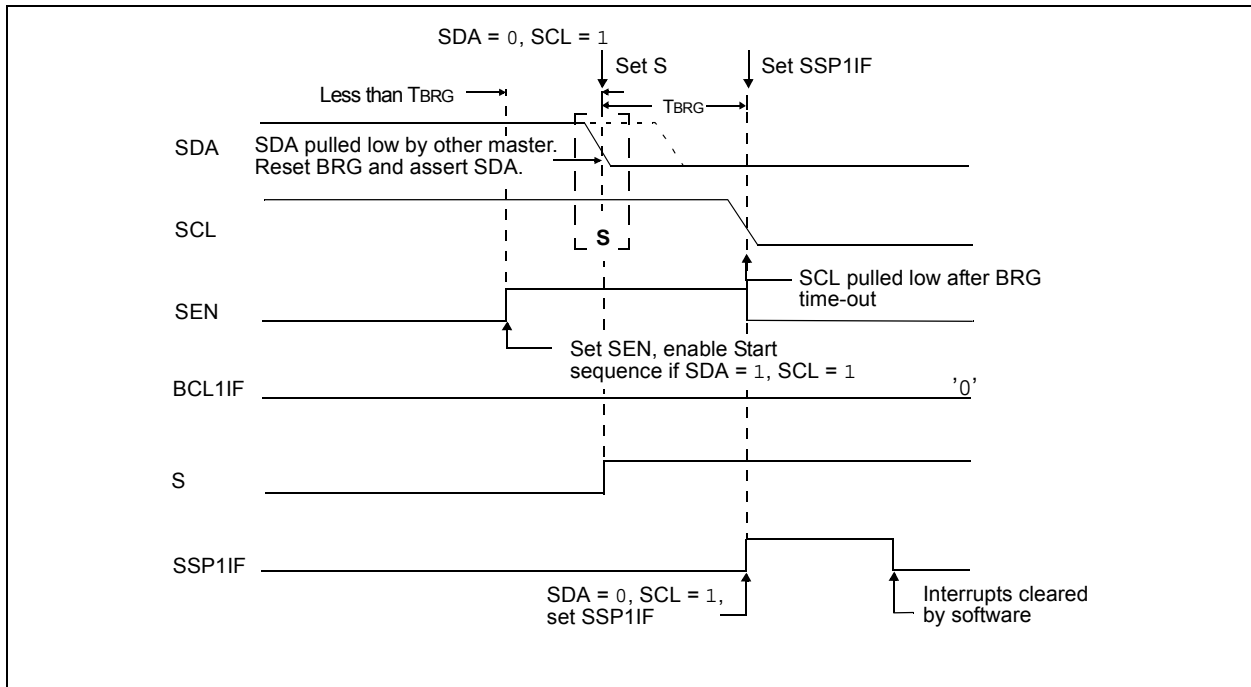 SDA = 0, SCL = 1
Set S
Set SSP1IF
Less than TBRG
TBRG
SDA
SDA pulled low by other master.
Reset BRG and assert SDA.
SCL
S
SCL pulled low after BRG
time-out
SEN
Set SEN, enable Start
sequence if SDA = 1, SCL = 1
BCL1IF
'0'
S
SSP1IF
SDA = 0, SCL = 1,
set SSP1IF
Interrupts cleared
by software